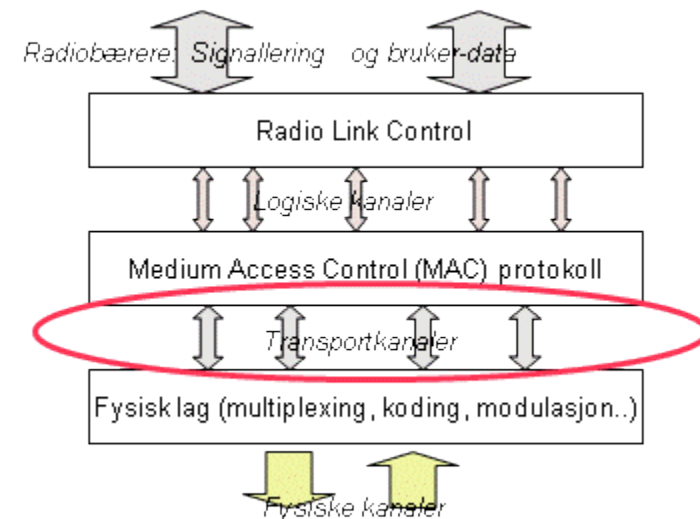 Radiobærere: Signallering og bruker-data
Radio Link Control
Logiske kanaler
Medium Access Control (MAC) protokoll
Transportkanaler
Fysisk lag (multiplexing, koding, modulasjon..)
Fysiske kanaler